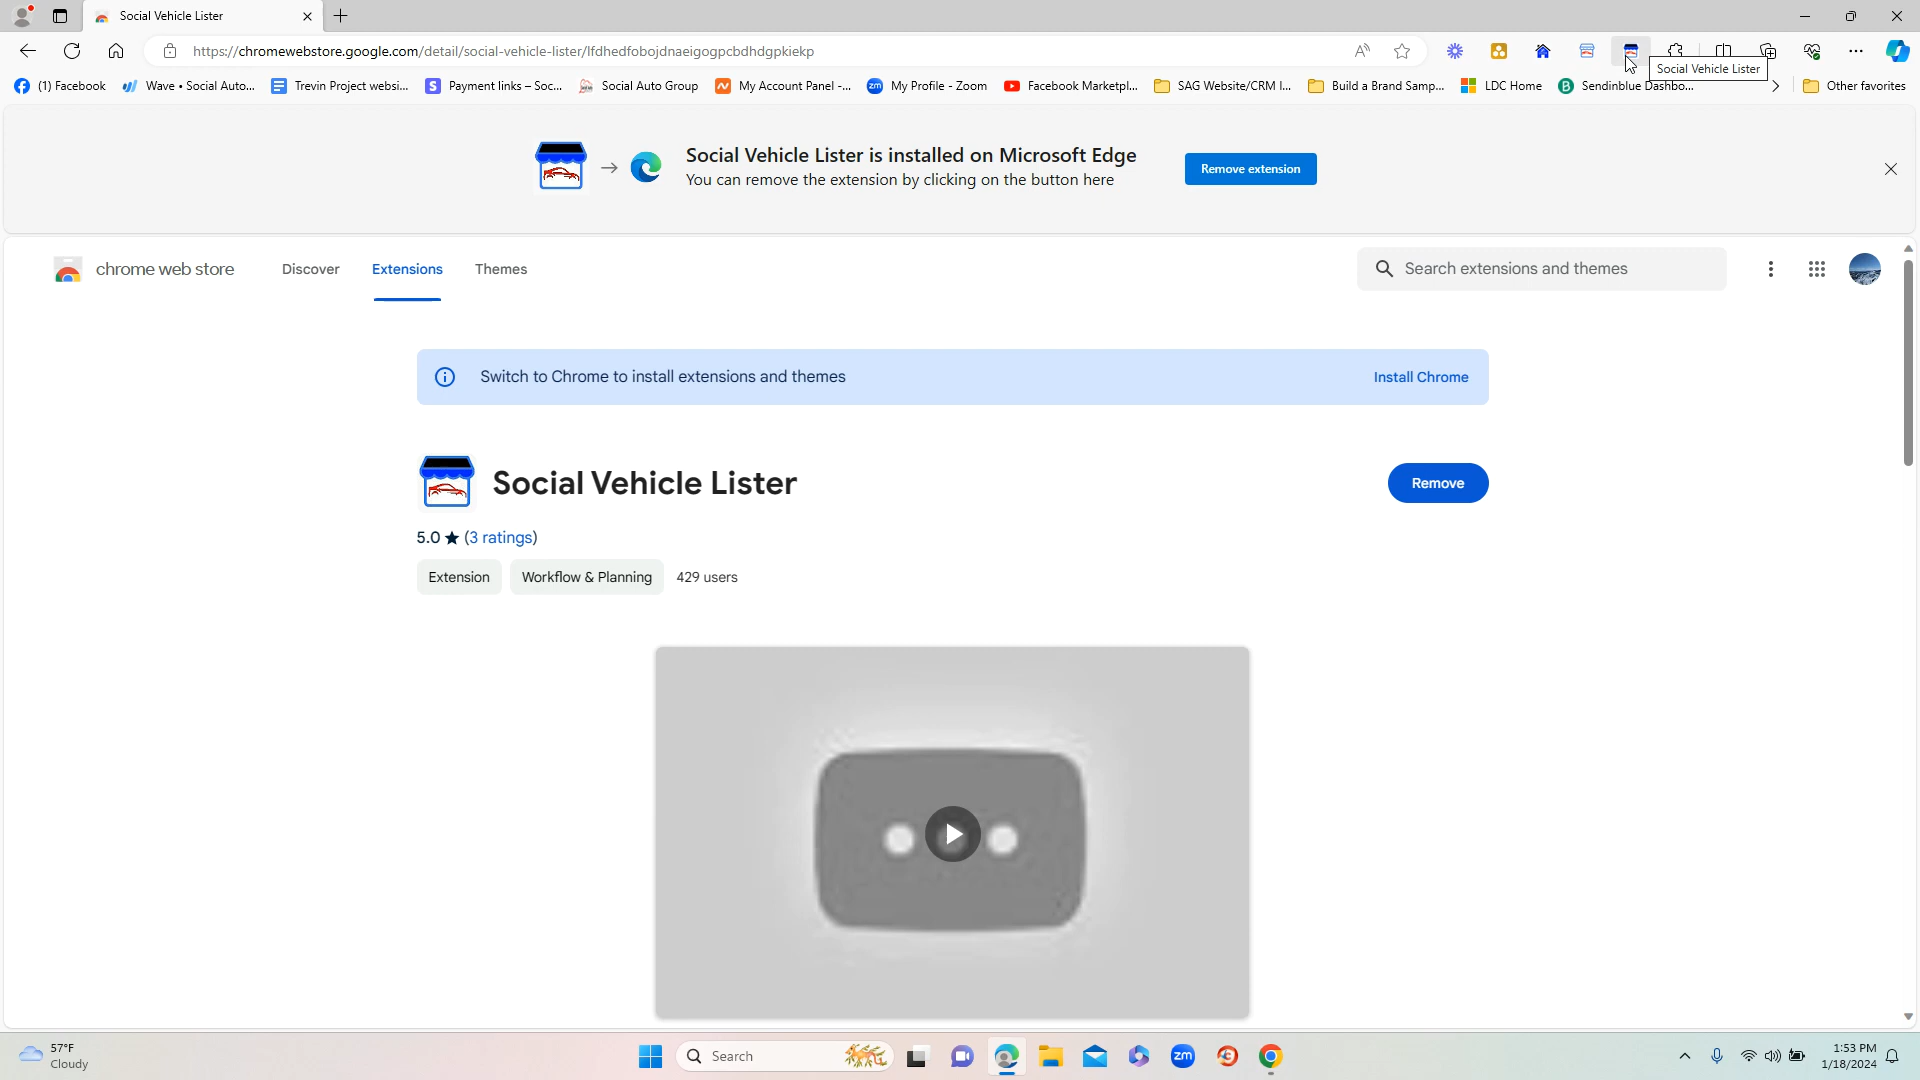 Social Vehicle Lister
https://chromewebstore.google.com/detail/social-vehicle-lister/lfdhedfobojdnaeigogpcbdhdgpkiekp
Social Vehicle Lister
(1) Facebook
Wave • Social Auto...
Trevin Project websi...
Payment links – Soc...
Social Auto Group
My Account Panel -...
My Profile - Zoom
Facebook Marketpl...
SAG Website/CRM I...
Build a Brand Samp...
LDC Home
Sendinblue Dashbo...
Other favorites
Social Vehicle Lister is installed on Microsoft Edge
You can remove the extension by clicking on the button here
Remove extension
chrome web store
Discover
Extensions
Themes
Search extensions and themes
Switch to Chrome to install extensions and themes
Install Chrome
Social Vehicle Lister
Remove
5.0 ★ (3 ratings)
Extension
Workflow & Planning
429 users
57°F
Cloudy
Search
zm
1:53 PM
1/18/2024